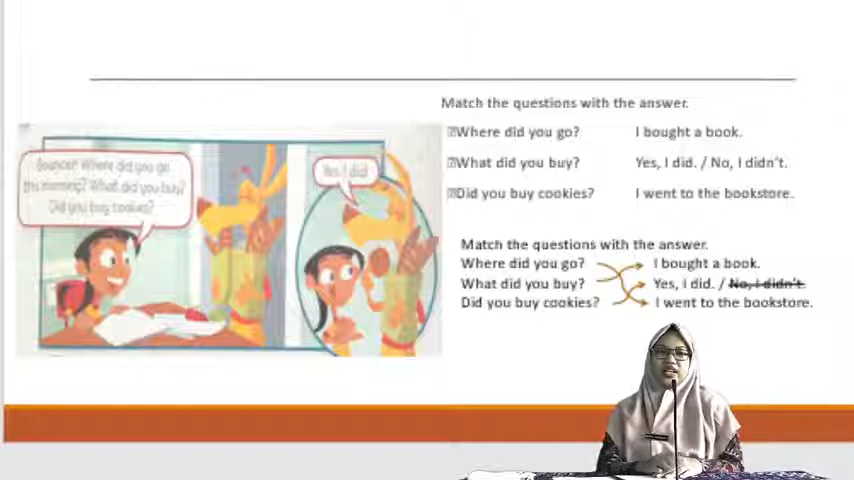 Bouncer! Where did you go
this morning? What did you buy?
Did you buy cookies?
Yes I did
Match the questions with the answer.
Where did you go? I bought a book.
What did you buy? Yes, I did. / No, I didn't.
Did you buy cookies? I went to the bookstore.
Match the questions with the answer.
Where did you go? I bought a book.
What did you buy? Yes, I did. / No, I didn't.
Did you buy cookies? I went to the bookstore.